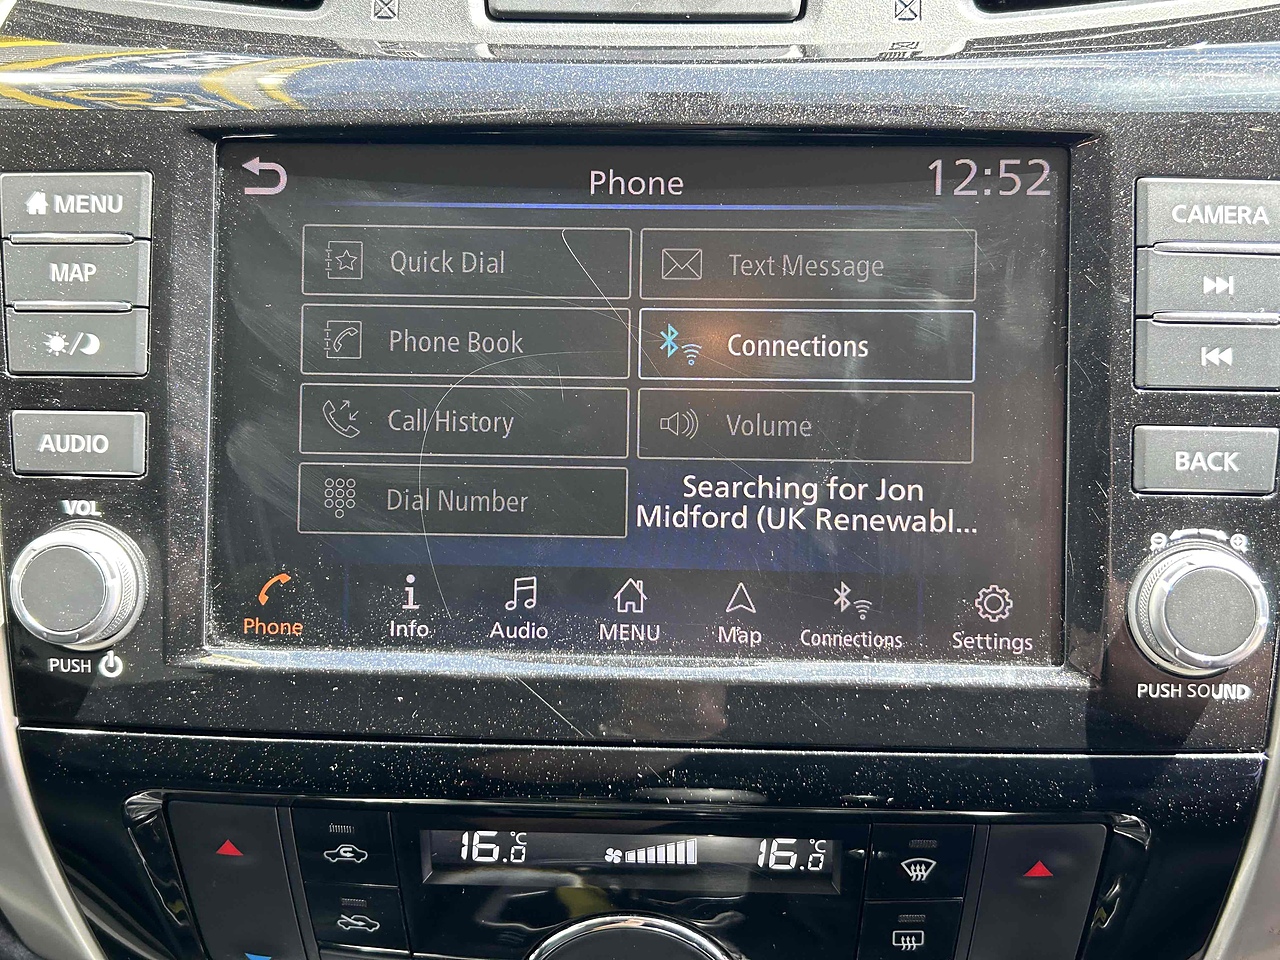 Phone
12:52
MENU
MAP
AUDIO
VOL
PUSH
Quick Dial
Text Message
Phone Book
Connections
Call History
Volume
Dial Number
Searching for Jon
Midford (UK Renewabl...
Phone
Info
Audio
MENU
Map
Connections
Settings
CAMERA
BACK
PUSH SOUND
16.0°C
16.0°C